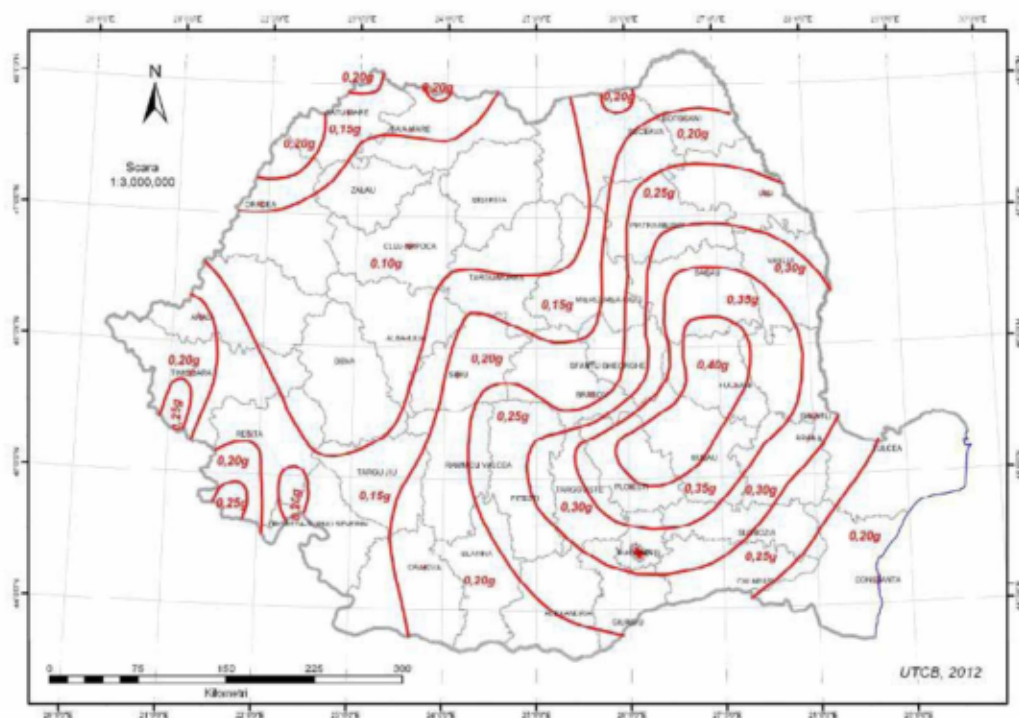 N
Scara
1:3,000,000
0,20g
0,20g
0,20g
SATU MARE
0,15g
BAIA MARE
0,20g
SUCEAVA
BOTOSANI
0,20g
ZALAU
BISTRITA
0,25g
IASI
ORADEA
PIATRA NEAMT
CLUJ-NAPOCA
0,10g
TARGU MURES
BACAU
VASLUI
0,30g
0,15g
MIERCUREA CIUC
0,35g
ARAD
ALBA IULIA
0,20g
TIMISOARA
DEVA
0,20g
SIBIU
SFANTU GHEORGHE
0,40g
FOCSANI
BRASOV
0,25g
0,25g
GALATI
BRAILA
TULCEA
RESITA
0,20g
TARGU JIU
RAMNICU VALCEA
BUZAU
0,25g
0,20g
0,15g
PITESTI
TARGOVISTE
PLOIESTI
0,35g
0,30g
0,30g
SLOBOZIA
0,20g
SLATINA
0,25g
CRAIOVA
0,20g
CALARASI
CONSTANTA
ALEXANDRIA
GIURGIU
0
75
150
225
300
Kilometri
UTCB, 2012